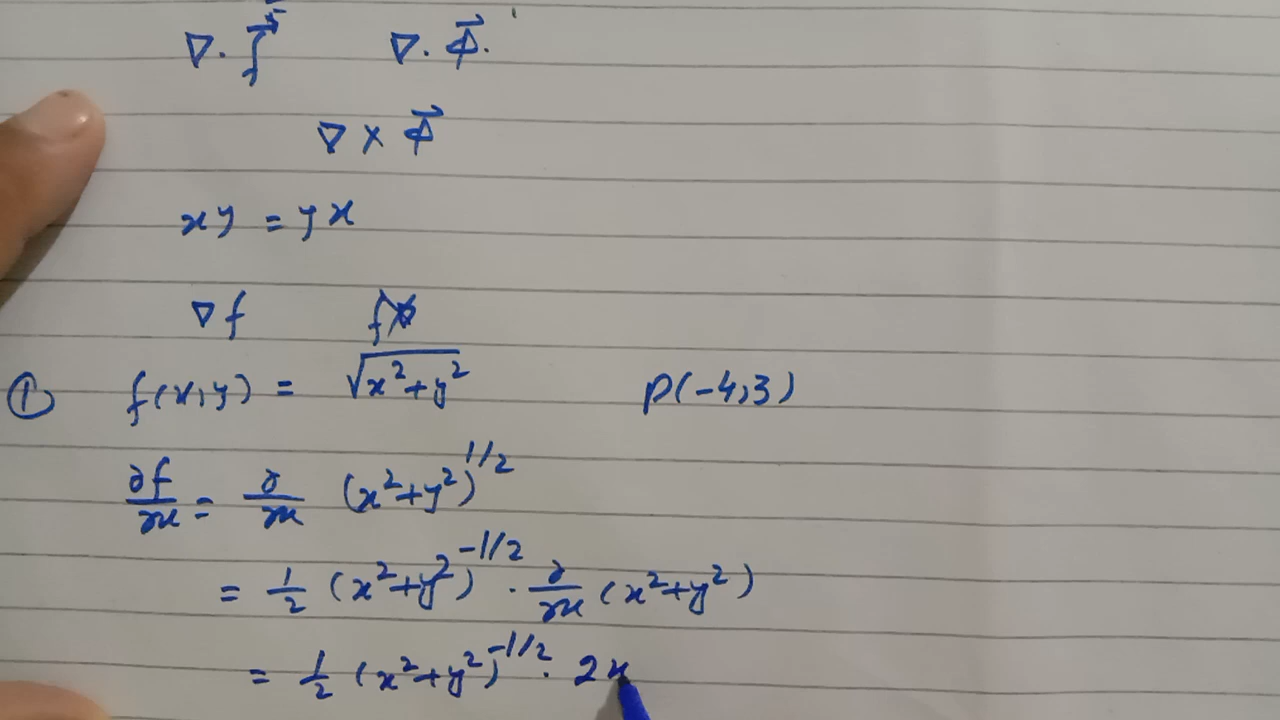 ∇·f⃗ ∇·ϕ⃗.
∇×ϕ⃗
xy = yx
∇f f
① f(x,y) = √(x²+y²) P(-4,3)
∂f/∂x = ∂/∂x (x²+y²)^1/2
= 1/2 (x²+y²)^-1/2 · ∂/∂x (x²+y²)
= 1/2 (x²+y²)^-1/2 · 2x